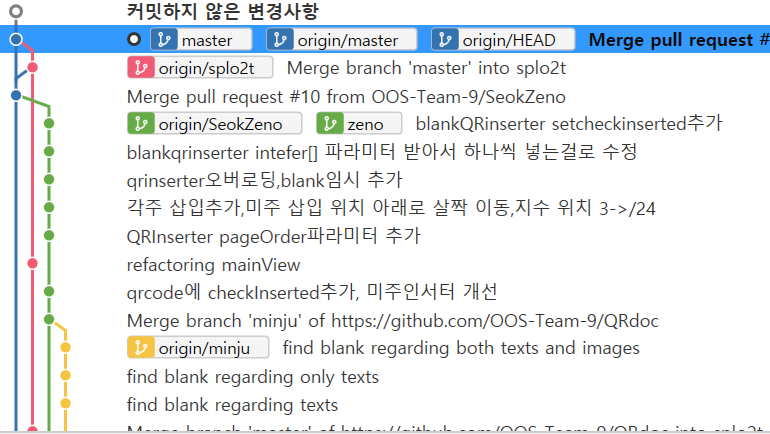 커밋하지 않은 변경사항
master origin/master origin/HEAD Merge pull request #
origin/splo2t Merge branch 'master' into splo2t
Merge pull request #10 from OOS-Team-9/SeokZeno
origin/SeokZeno zeno blankQRinserter setcheckinserted추가
blankqrinserter intefer[] 파라미터 받아서 하나씩 넣는걸로 수정
qrinserter오버로딩,blank임시 추가
각주 삽입추가,미주 삽입 위치 아래로 살짝 이동,지수 위치 3->/24
QRInserter pageOrder파라미터 추가
refactoring mainView
qrcode에 checkInserted추가, 미주인서터 개선
Merge branch 'minju' of https://github.com/OOS-Team-9/QRdoc
origin/minju find blank regarding both texts and images
find blank regarding only texts
find blank regarding texts
Merge branch 'master' of https://github.com/OOS-Team-9/QRdoc into splo2t